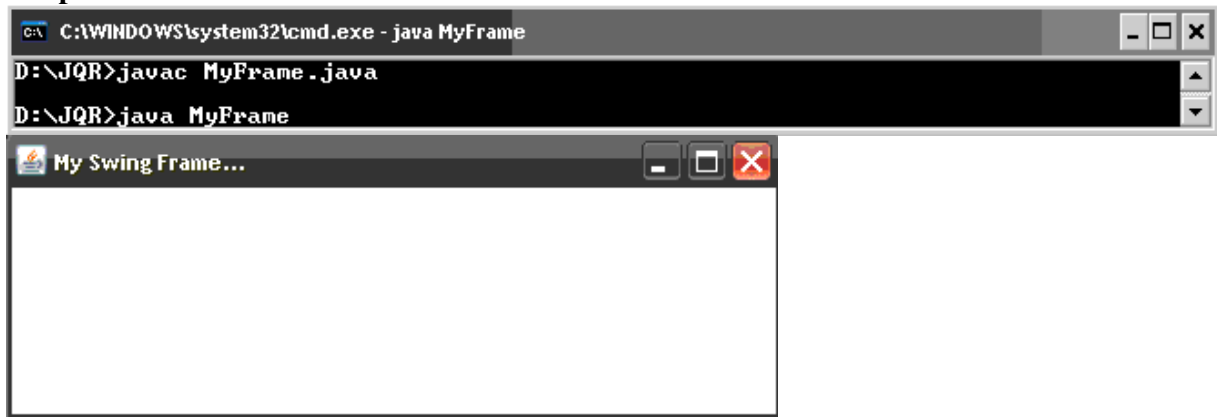 C:\WINDOWS\system32\cmd.exe - java MyFrame
D:\JQR>javac MyFrame.java
D:\JQR>java MyFrame
My Swing Frame...